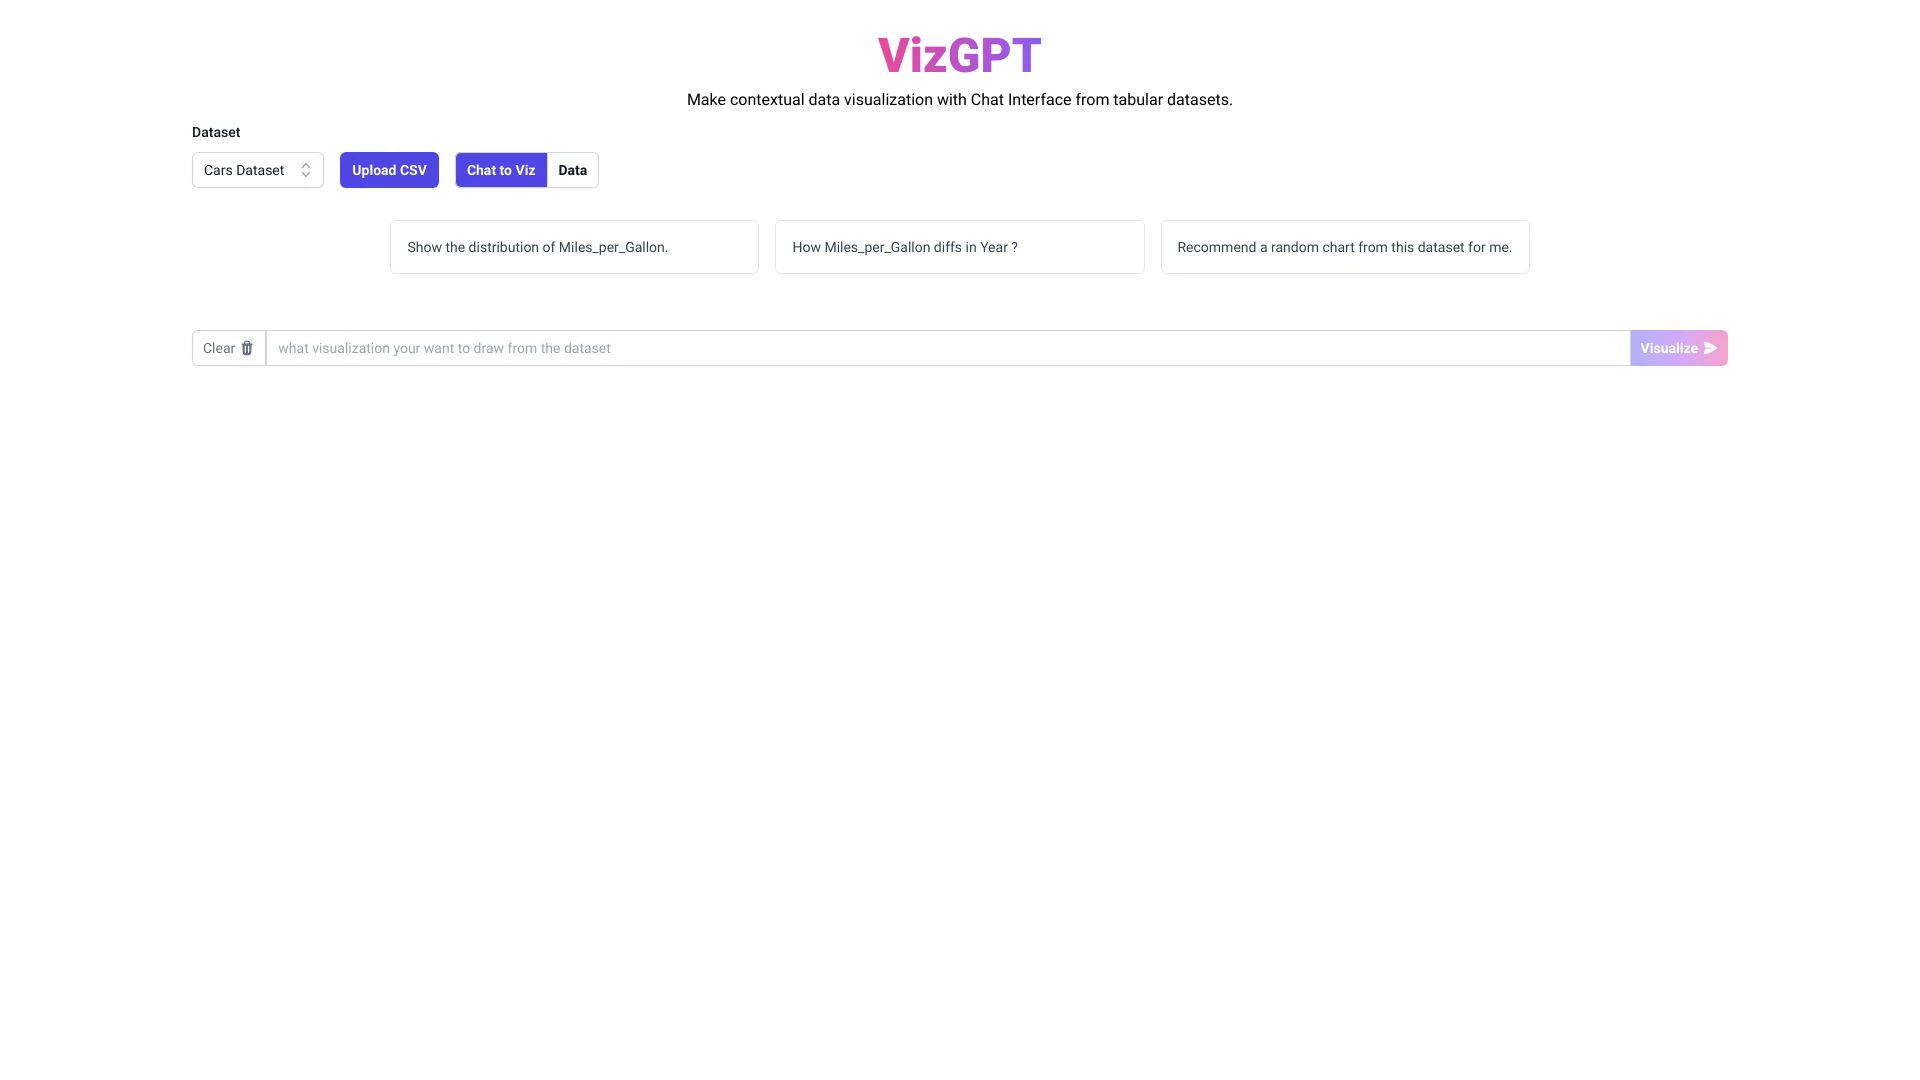 VizGPT
Make contextual data visualization with Chat Interface from tabular datasets.
Dataset
Cars Dataset
Upload CSV
Chat to Viz
Data
Show the distribution of Miles_per_Gallon.
How Miles_per_Gallon diffs in Year ?
Recommend a random chart from this dataset for me.
Clear
what visualization your want to draw from the dataset
Visualize